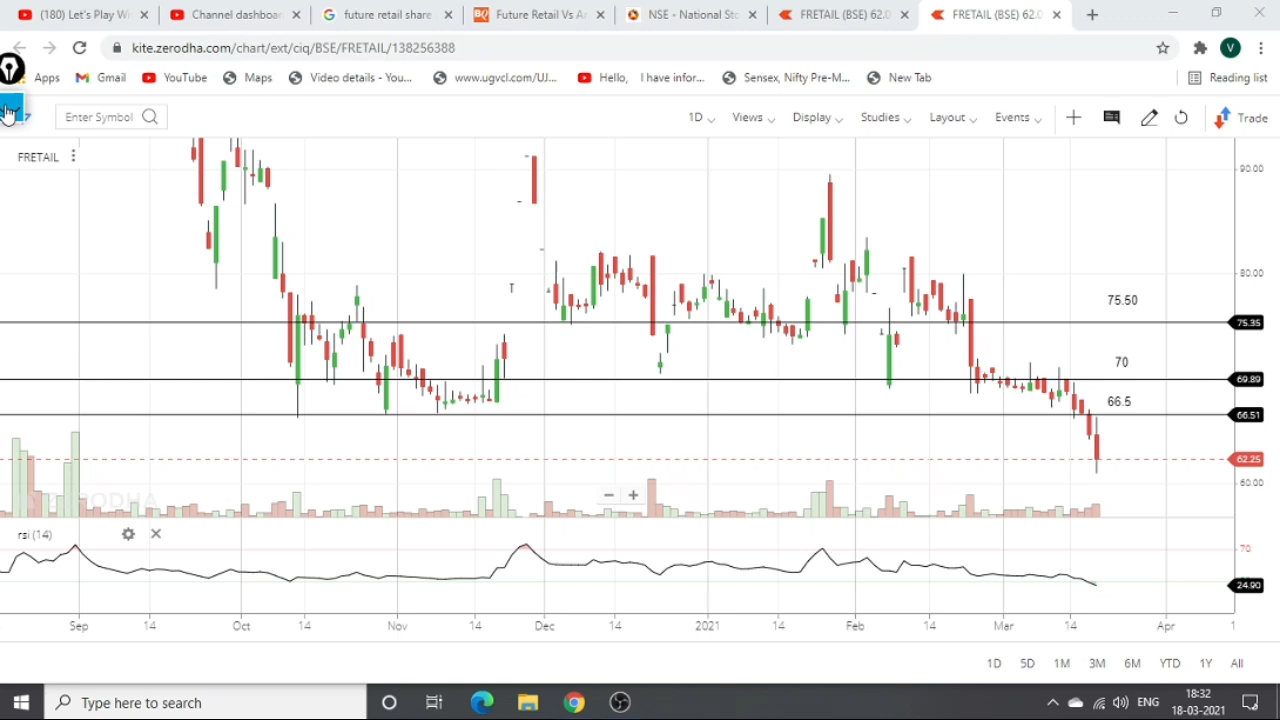 (180) Let's Play Wi
Channel dashboar
future retail share
Future Retail Vs A
NSE - National Sto
FRETAIL (BSE) 62.0
FRETAIL (BSE) 62.0
kite.zerodha.com/chart/ext/ciq/BSE/FRETAIL/138256388
Apps
Gmail
YouTube
Maps
Video details - You...
www.ugvcl.com/UJ...
Hello, I have infor...
Sensex, Nifty Pre-M...
New Tab
Reading list
Enter Symbol
1D
Views
Display
Studies
Layout
Events
Trade
FRETAIL
90.00
80.00
75.50
75.35
70
69.89
66.5
66.51
62.25
60.00
ZERODHA
rsi (14)
70
24.90
Sep 14 Oct 14 Nov 14 Dec 14 2021 14 Feb 14 Mar 14 Apr 1
1D 5D 1M 3M 6M YTD 1Y All
Type here to search
ENG
18:32
18-03-2021
V